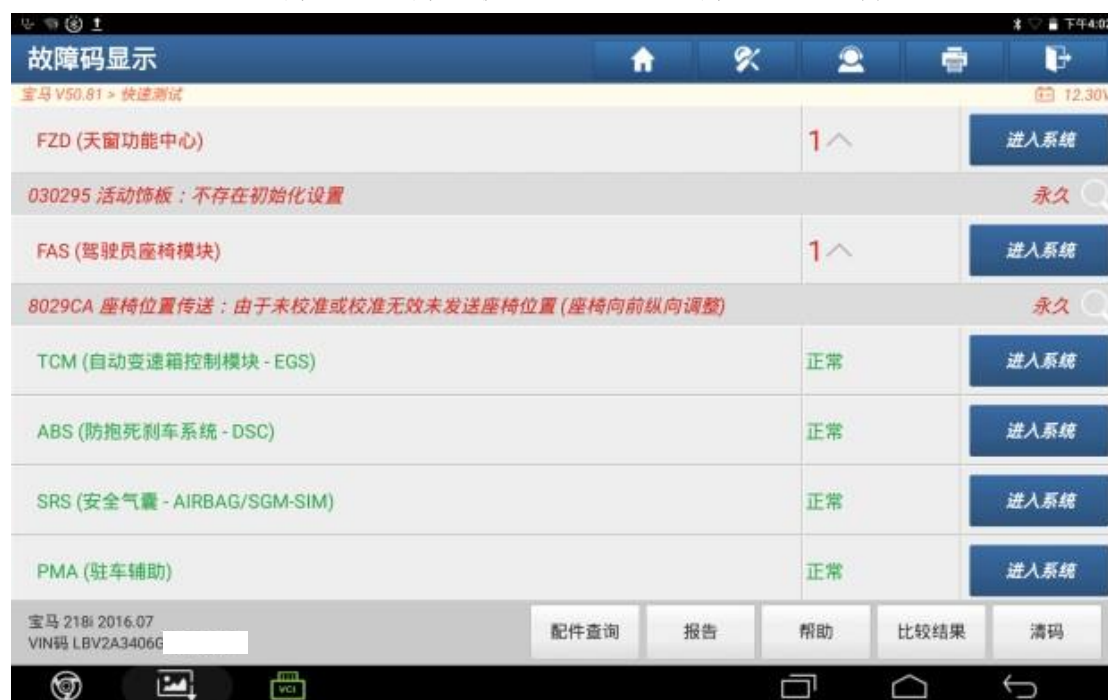 下午4:02
故障码显示
宝马 V50.81 > 快速测试
12.30V
FZD (天窗功能中心)
1
进入系统
030295 活动饰板：不存在初始化设置
永久
FAS (驾驶员座椅模块)
1
进入系统
8029CA 座椅位置传送：由于未校准或校准无效未发送座椅位置 (座椅向前纵向调整)
永久
TCM (自动变速箱控制模块 - EGS)
正常
进入系统
ABS (防抱死刹车系统 - DSC)
正常
进入系统
SRS (安全气囊 - AIRBAG/SGM-SIM)
正常
进入系统
PMA (驻车辅助)
正常
进入系统
宝马 218i 2016.07
VIN码 LBV2A3406G
配件查询
报告
帮助
比较结果
清码
VCI